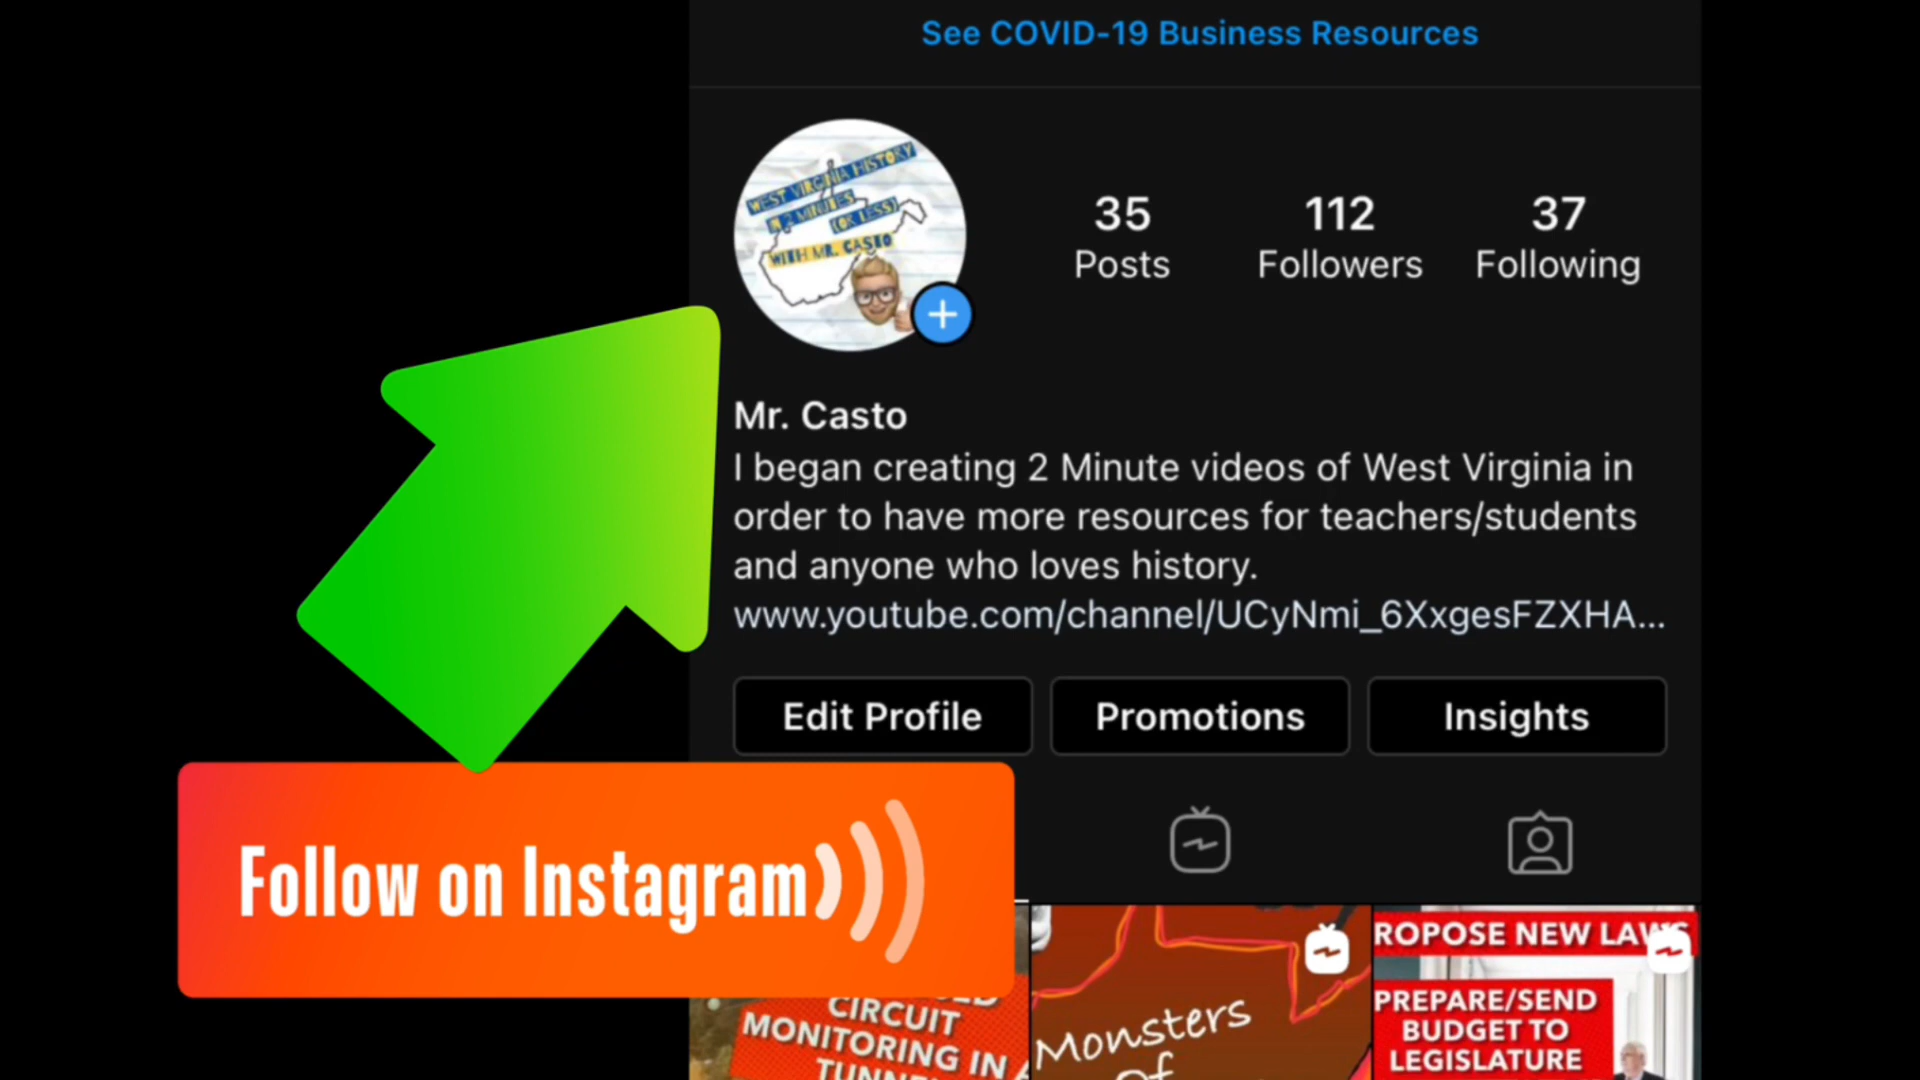 See COVID-19 Business Resources
WEST VIRGINIA HISTORY
IN 2 MINUTES
(OR LESS)
WITH MR. CASTO
35
Posts
112
Followers
37
Following
Mr. Casto
I began creating 2 Minute videos of West Virginia in
order to have more resources for teachers/students
and anyone who loves history.
www.youtube.com/channel/UCyNmi_6XxgesFZXHA...
Edit Profile
Promotions
Insights
Follow on Instagram
CIRCUIT
MONITORING IN
Monsters
Of
ROPOSE NEW LAWS
PREPARE/SEND
BUDGET TO
LEGISLATURE